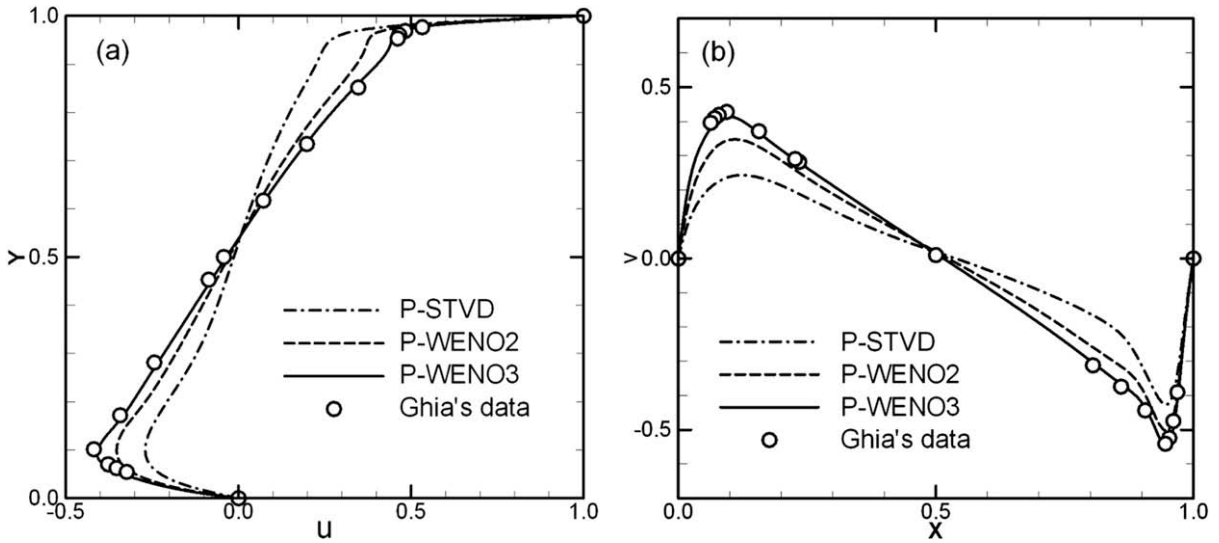 (a)
1.0
0.5
0.0
Y
-0.5
0.0
0.5
1.0
u
P-STVD
P-WENO2
P-WENO3
Ghia's data
(b)
0.5
0.0
-0.5
v
0.0
0.5
1.0
X
P-STVD
P-WENO2
P-WENO3
Ghia's data